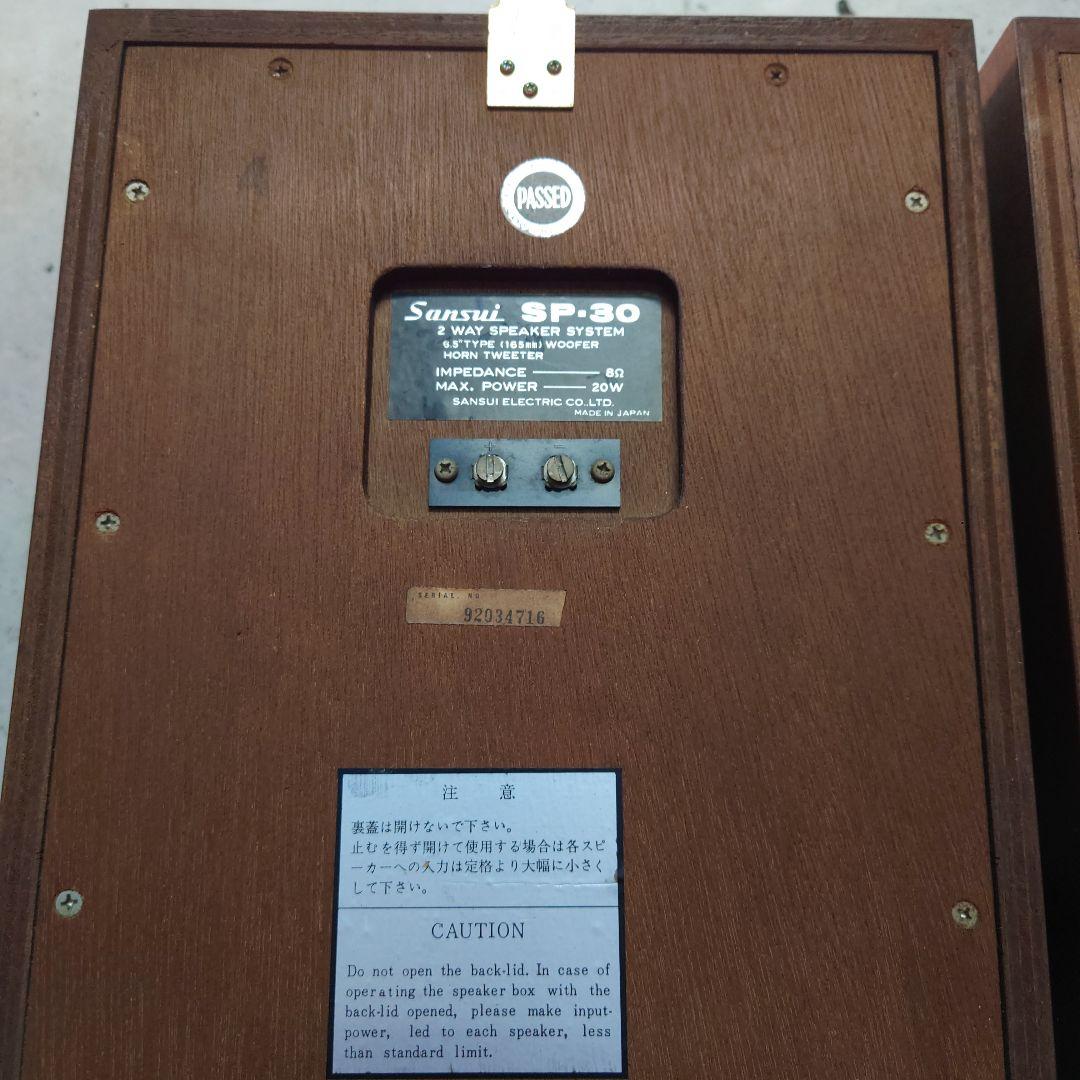 PASSED
Sansui SP-30
2 WAY SPEAKER SYSTEM
6.5" TYPE (165mm) WOOFER
HORN TWEETER
IMPEDANCE 8Ω
MAX. POWER 20W
SANSUI ELECTRIC CO.,LTD.
MADE IN JAPAN
+ −
SERIAL. NO
92034716
注 意
裏蓋は開けないで下さい。
止むを得ず開けて使用する場合は各スピ
ーカーへの入力は定格より大幅に小さく
して下さい。
CAUTION
Do not open the back-lid. In case of
operating the speaker box with the
back-lid opened, please make input-
power, led to each speaker, less
than standard limit.